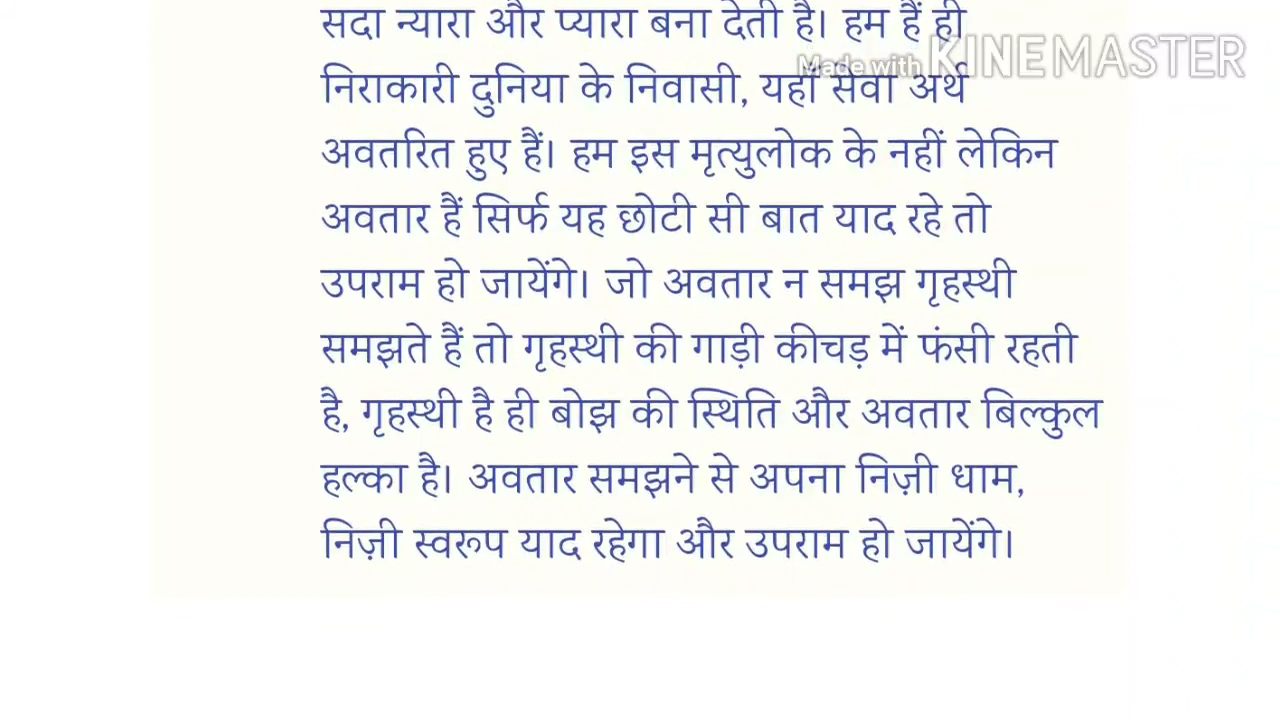 सदा न्यारा और प्यारा बना देती है। हम हैं ही
Made with KINEMASTER
निराकारी दुनिया के निवासी, यहाँ सेवा अर्थ
अवतरित हुए हैं। हम इस मृत्युलोक के नहीं लेकिन
अवतार हैं सिर्फ यह छोटी सी बात याद रहे तो
उपराम हो जायेंगे। जो अवतार न समझ गृहस्थी
समझते हैं तो गृहस्थी की गाड़ी कीचड़ में फंसी रहती
है, गृहस्थी है ही बोझ की स्थिति और अवतार बिल्कुल
हल्का है। अवतार समझने से अपना निज़ी धाम,
निज़ी स्वरूप याद रहेगा और उपराम हो जायेंगे।